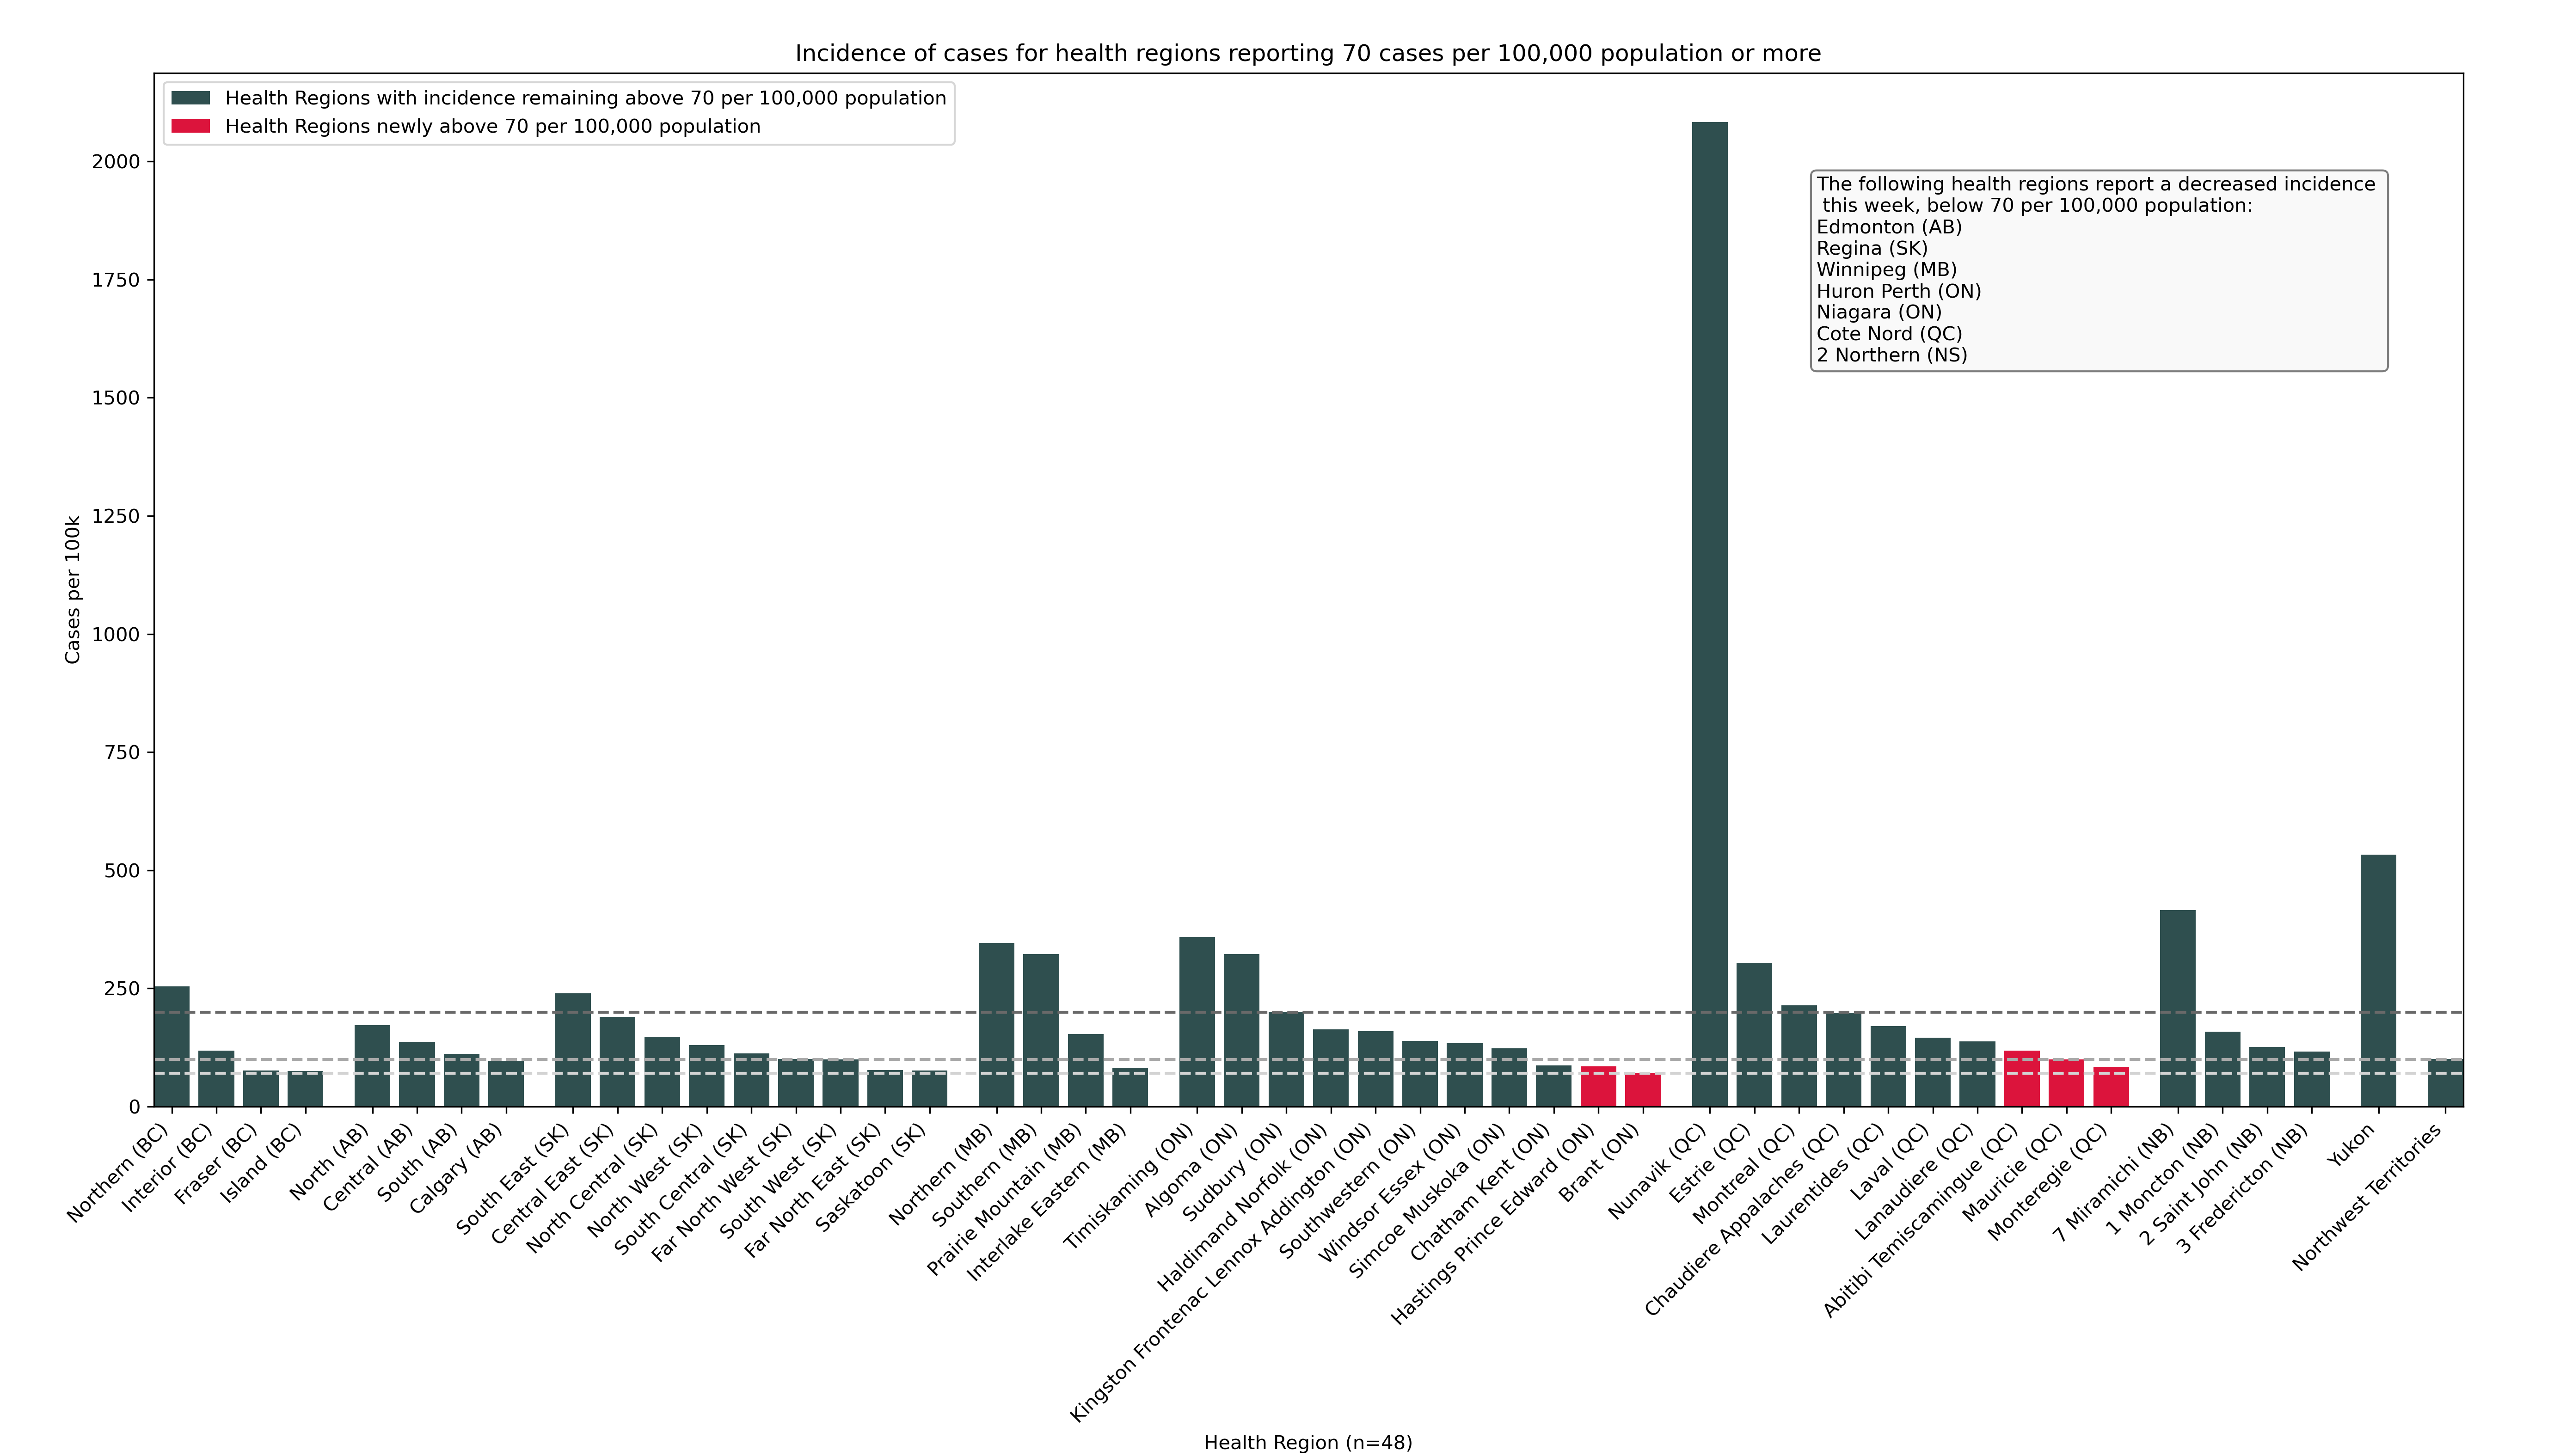 Incidence of cases for health regions reporting 70 cases per 100,000 population or more
Health Regions with incidence remaining above 70 per 100,000 population
Health Regions newly above 70 per 100,000 population
The following health regions report a decreased incidence
this week, below 70 per 100,000 population:
Edmonton (AB)
Regina (SK)
Winnipeg (MB)
Huron Perth (ON)
Niagara (ON)
Cote Nord (QC)
2 Northern (NS)
Cases per 100k
2000
1750
1500
1250
1000
750
500
250
0
Northern (BC)
Interior (BC)
Fraser (BC)
Island (BC)
North (AB)
Central (AB)
South (AB)
Calgary (AB)
South East (SK)
Central East (SK)
North Central (SK)
North West (SK)
South Central (SK)
Far North West (SK)
South West (SK)
Far North East (SK)
Saskatoon (SK)
Northern (MB)
Southern (MB)
Prairie Mountain (MB)
Interlake Eastern (MB)
Timiskaming (ON)
Algoma (ON)
Sudbury (ON)
Haldimand Norfolk (ON)
Kingston Frontenac Lennox Addington (ON)
Southwestern (ON)
Windsor Essex (ON)
Simcoe Muskoka (ON)
Chatham Kent (ON)
Hastings Prince Edward (ON)
Brant (ON)
Nunavik (QC)
Estrie (QC)
Montreal (QC)
Chaudiere Appalaches (QC)
Laurentides (QC)
Laval (QC)
Lanaudiere (QC)
Abitibi Temiscamingue (QC)
Mauricie (QC)
Monteregie (QC)
7 Miramichi (NB)
1 Moncton (NB)
2 Saint John (NB)
3 Fredericton (NB)
Yukon
Northwest Territories
Health Region (n=48)